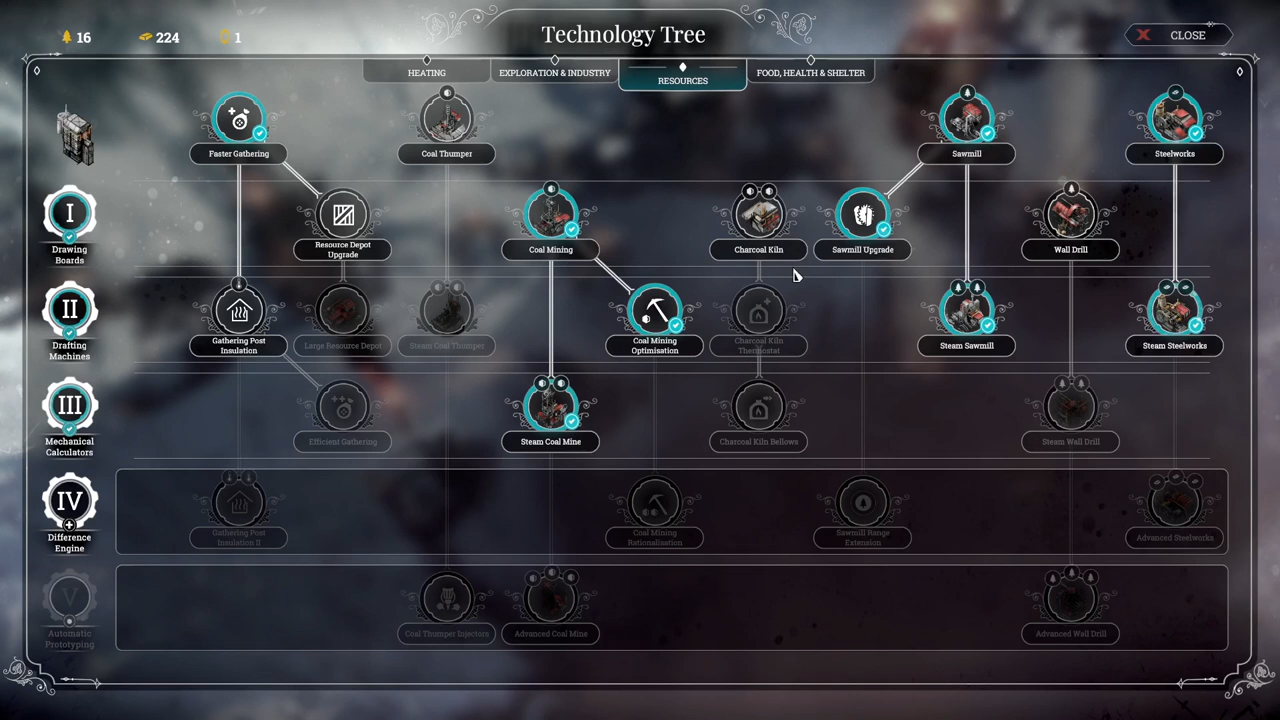 16 224 1
Technology Tree
CLOSE
HEATING
EXPLORATION & INDUSTRY
RESOURCES
FOOD, HEALTH & SHELTER
Faster Gathering
Coal Thumper
Sawmill
Steelworks
I
Drawing
Boards
Resource Depot
Upgrade
Coal Mining
Charcoal Kiln
Sawmill Upgrade
Wall Drill
II
Drafting
Machines
Gathering Post
Insulation
Large Resource Depot
Steam Coal Thumper
Coal Mining
Optimisation
Charcoal Kiln
Thermostat
Steam Sawmill
Steam Steelworks
III
Mechanical
Calculators
Efficient Gathering
Steam Coal Mine
Charcoal Kiln Bellows
Steam Wall Drill
IV
Difference
Engine
Gathering Post
Insulation II
Coal Mining
Rationalisation
Sawmill Range
Extension
Advanced Steelworks
V
Automatic
Prototyping
Coal Thumper Injectors
Advanced Coal Mine
Advanced Wall Drill